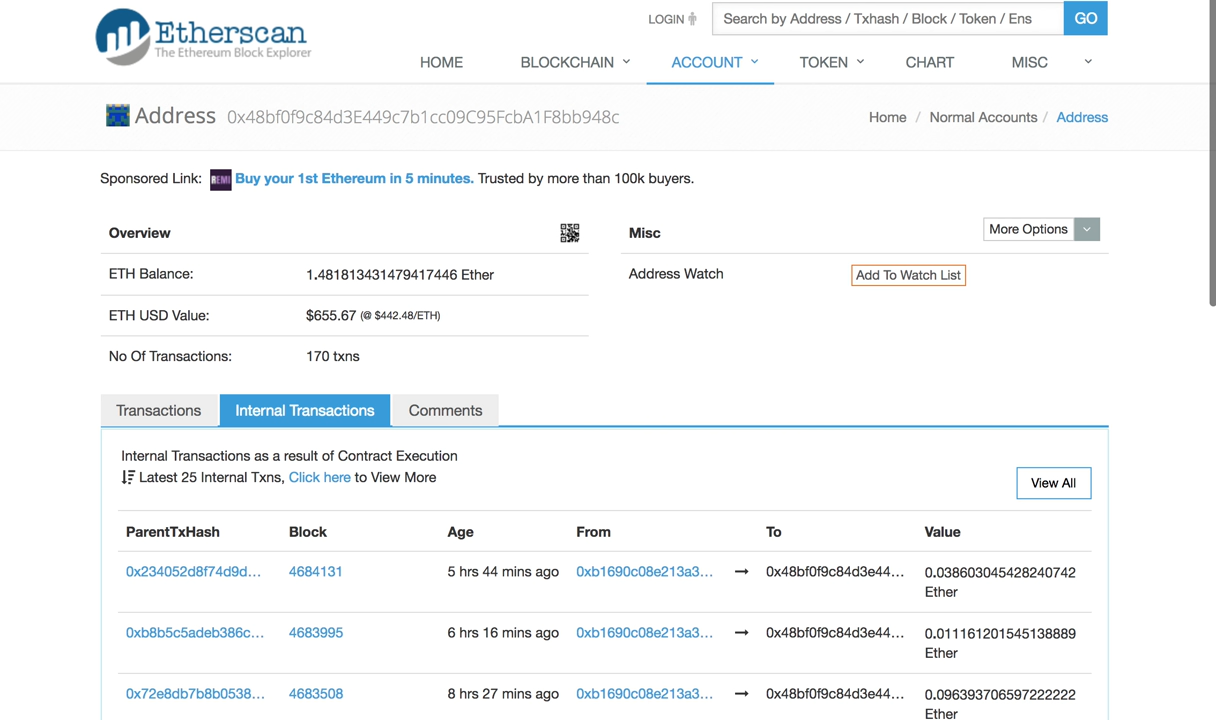 Etherscan
The Ethereum Block Explorer
LOGIN
Search by Address / Txhash / Block / Token / Ens
GO
HOME
BLOCKCHAIN
ACCOUNT
TOKEN
CHART
MISC
Address 0x48bf0f9c84d3E449c7b1cc09C95FcbA1F8bb948c
Home / Normal Accounts / Address
Sponsored Link: REMI Buy your 1st Ethereum in 5 minutes. Trusted by more than 100k buyers.
Overview
ETH Balance: 1.481813431479417446 Ether
ETH USD Value: $655.67 (@ $442.48/ETH)
No Of Transactions: 170 txns
Misc
More Options
Address Watch Add To Watch List
Transactions Internal Transactions Comments
Internal Transactions as a result of Contract Execution
Latest 25 Internal Txns, Click here to View More
View All
ParentTxHash Block Age From To Value
0x234052d8f74d9d... 4684131 5 hrs 44 mins ago 0xb1690c08e213a3... 0x48bf0f9c84d3e44... 0.038603045428240742
Ether
0xb8b5c5adeb386c... 4683995 6 hrs 16 mins ago 0xb1690c08e213a3... 0x48bf0f9c84d3e44... 0.011161201545138889
Ether
0x72e8db7b8b0538... 4683508 8 hrs 27 mins ago 0xb1690c08e213a3... 0x48bf0f9c84d3e44... 0.096393706597222222
Ether